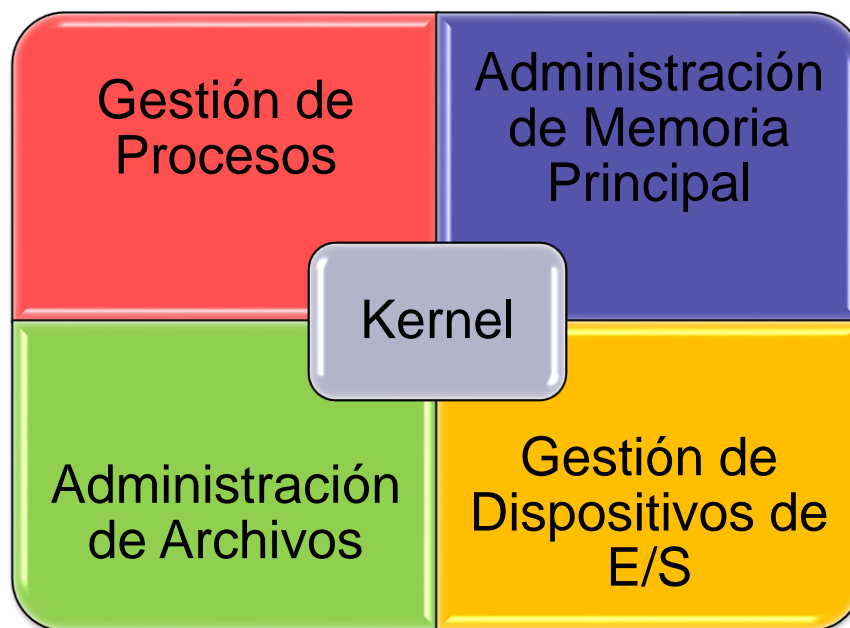 Gestión de
Procesos
Administración
de Memoria
Principal
Kernel
Administración
de Archivos
Gestión de
Dispositivos de
E/S